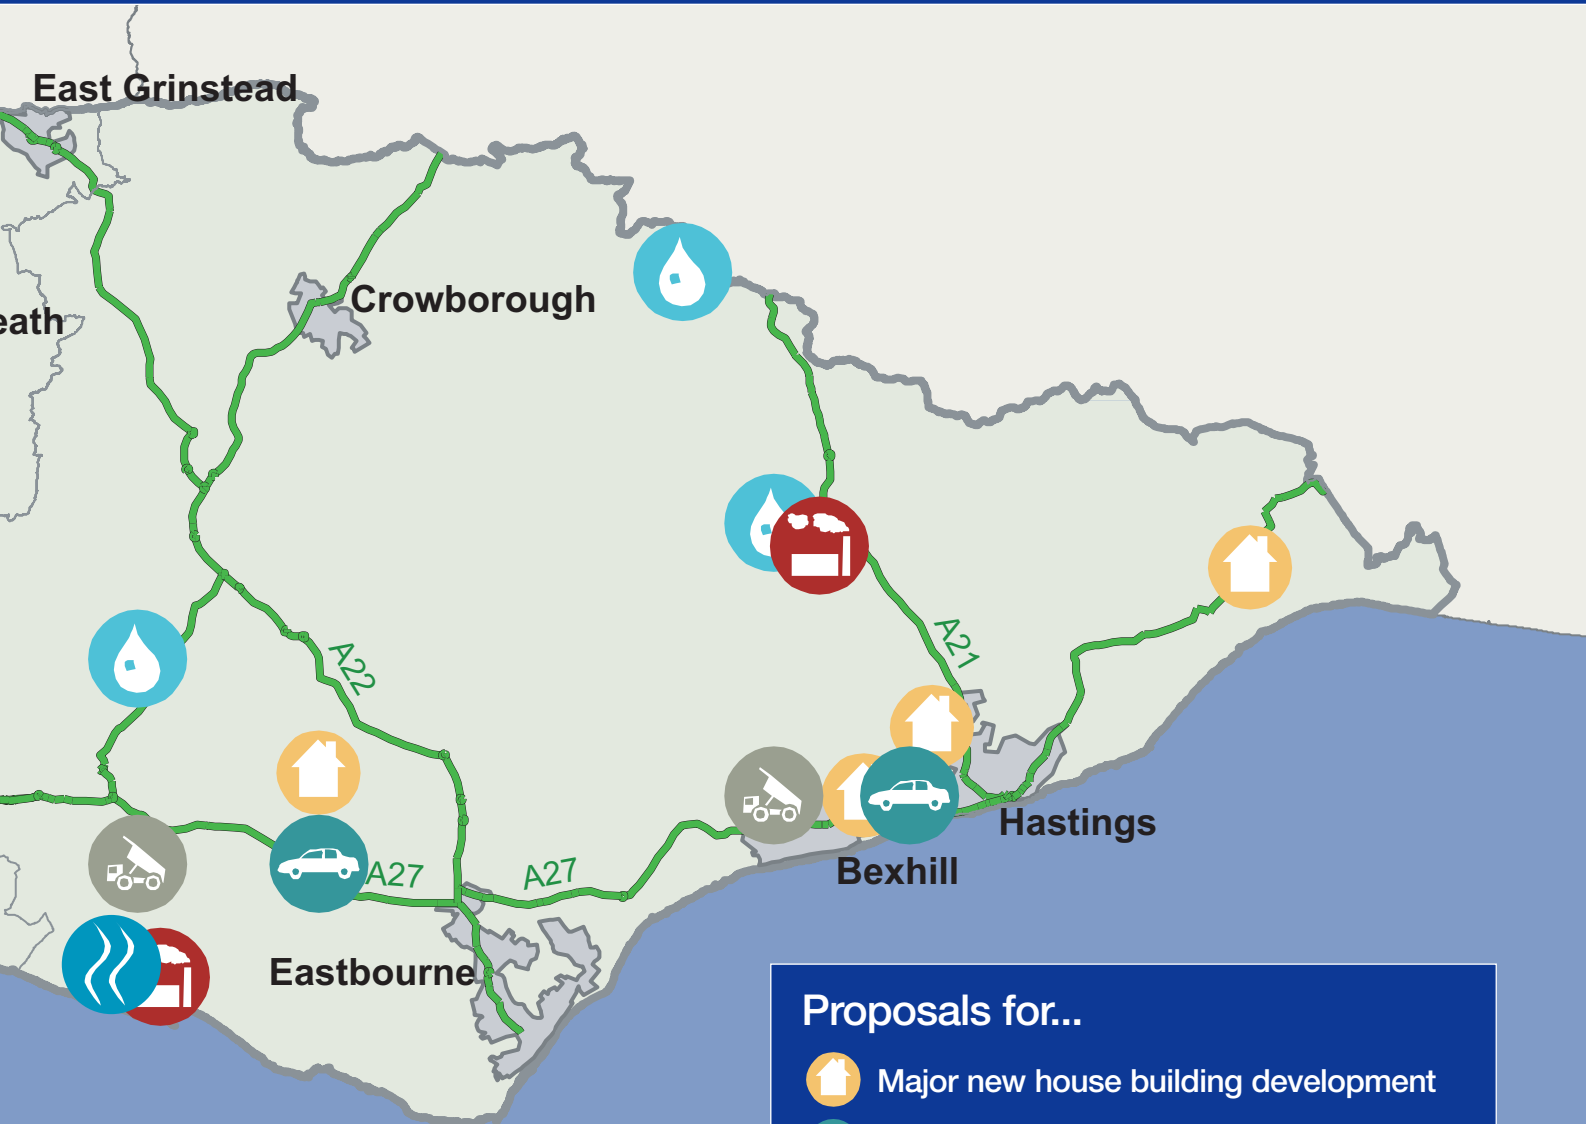 East Grinstead
Crowborough
eath
A22
A21
A27
A27
Hastings
Bexhill
Eastbourne
Proposals for...
Major new house building development